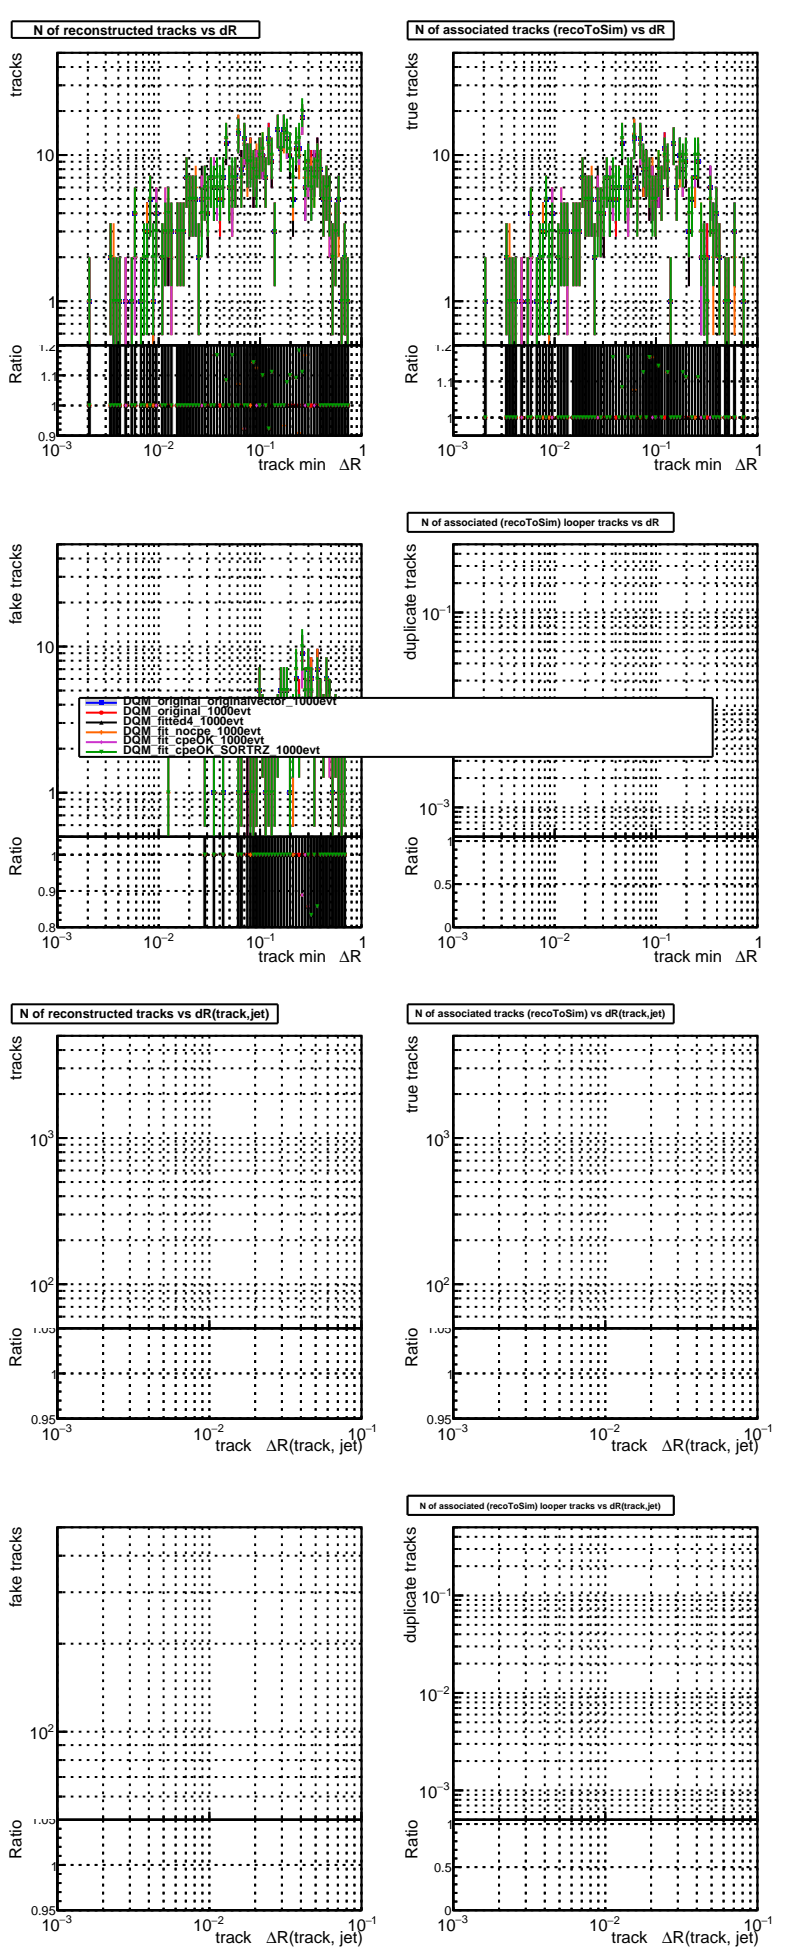 N of reconstructed tracks vs dR
N of associated tracks (recoToSim) vs dR
tracks
10
1
Ratio
1.2
1.1
1
0.9
10−3 10−2 10−1 1
track min ΔR
true tracks
10
1
Ratio
1.2
1.1
1
10−3 10−2 10−1 1
track min ΔR
N of associated (recoToSim) looper tracks vs dR
fake tracks
10
1
Ratio
1
0.9
0.8
10−3 10−2 10−1 1
track min ΔR
duplicate tracks
10−1
10−3
Ratio
1
0.5
0
10−3 10−2 10−1 1
track min ΔR
DQM_original_originalvector_1000evt
DQM_original_1000evt
DQM_fitted4_1000evt
DQM_fit_nocpe_1000evt
DQM_fit_cpeOK_1000evt
DQM_fit_cpeOK_SORTRZ_1000evt
N of reconstructed tracks vs dR(track,jet)
N of associated tracks (recoToSim) vs dR(track,jet)
tracks
103
102
Ratio
1.05
1
0.95
10−3 10−2 10−1
track ΔR(track, jet)
true tracks
103
102
Ratio
1.05
1
0.95
10−3 10−2 10−1
track ΔR(track, jet)
N of associated (recoToSim) looper tracks vs dR(track,jet)
fake tracks
102
Ratio
1.05
1
0.95
10−3 10−2 10−1
track ΔR(track, jet)
duplicate tracks
10−1
10−2
10−3
Ratio
1
0.5
0
10−3 10−2 10−1
track ΔR(track, jet)